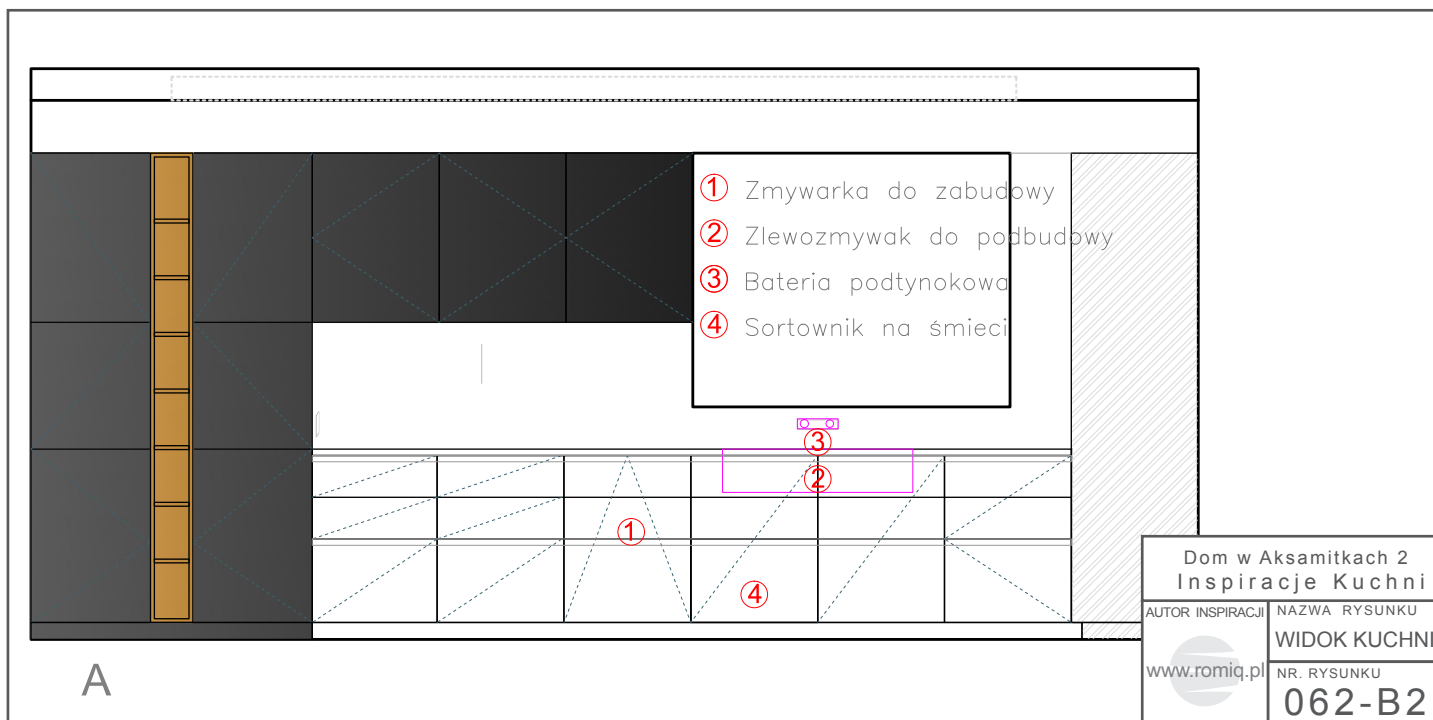 ① Zmywarka do zabudowy
② Zlewozmywak do podbudowy
③ Bateria podtynokowa
④ Sortownik na śmieci
③
②
①
④
A
Dom w Aksamitkach 2
Inspiracje Kuchni
AUTOR INSPIRACJI
www.romiq.pl
NAZWA RYSUNKU
WIDOK KUCHNI
NR. RYSUNKU
062-B2